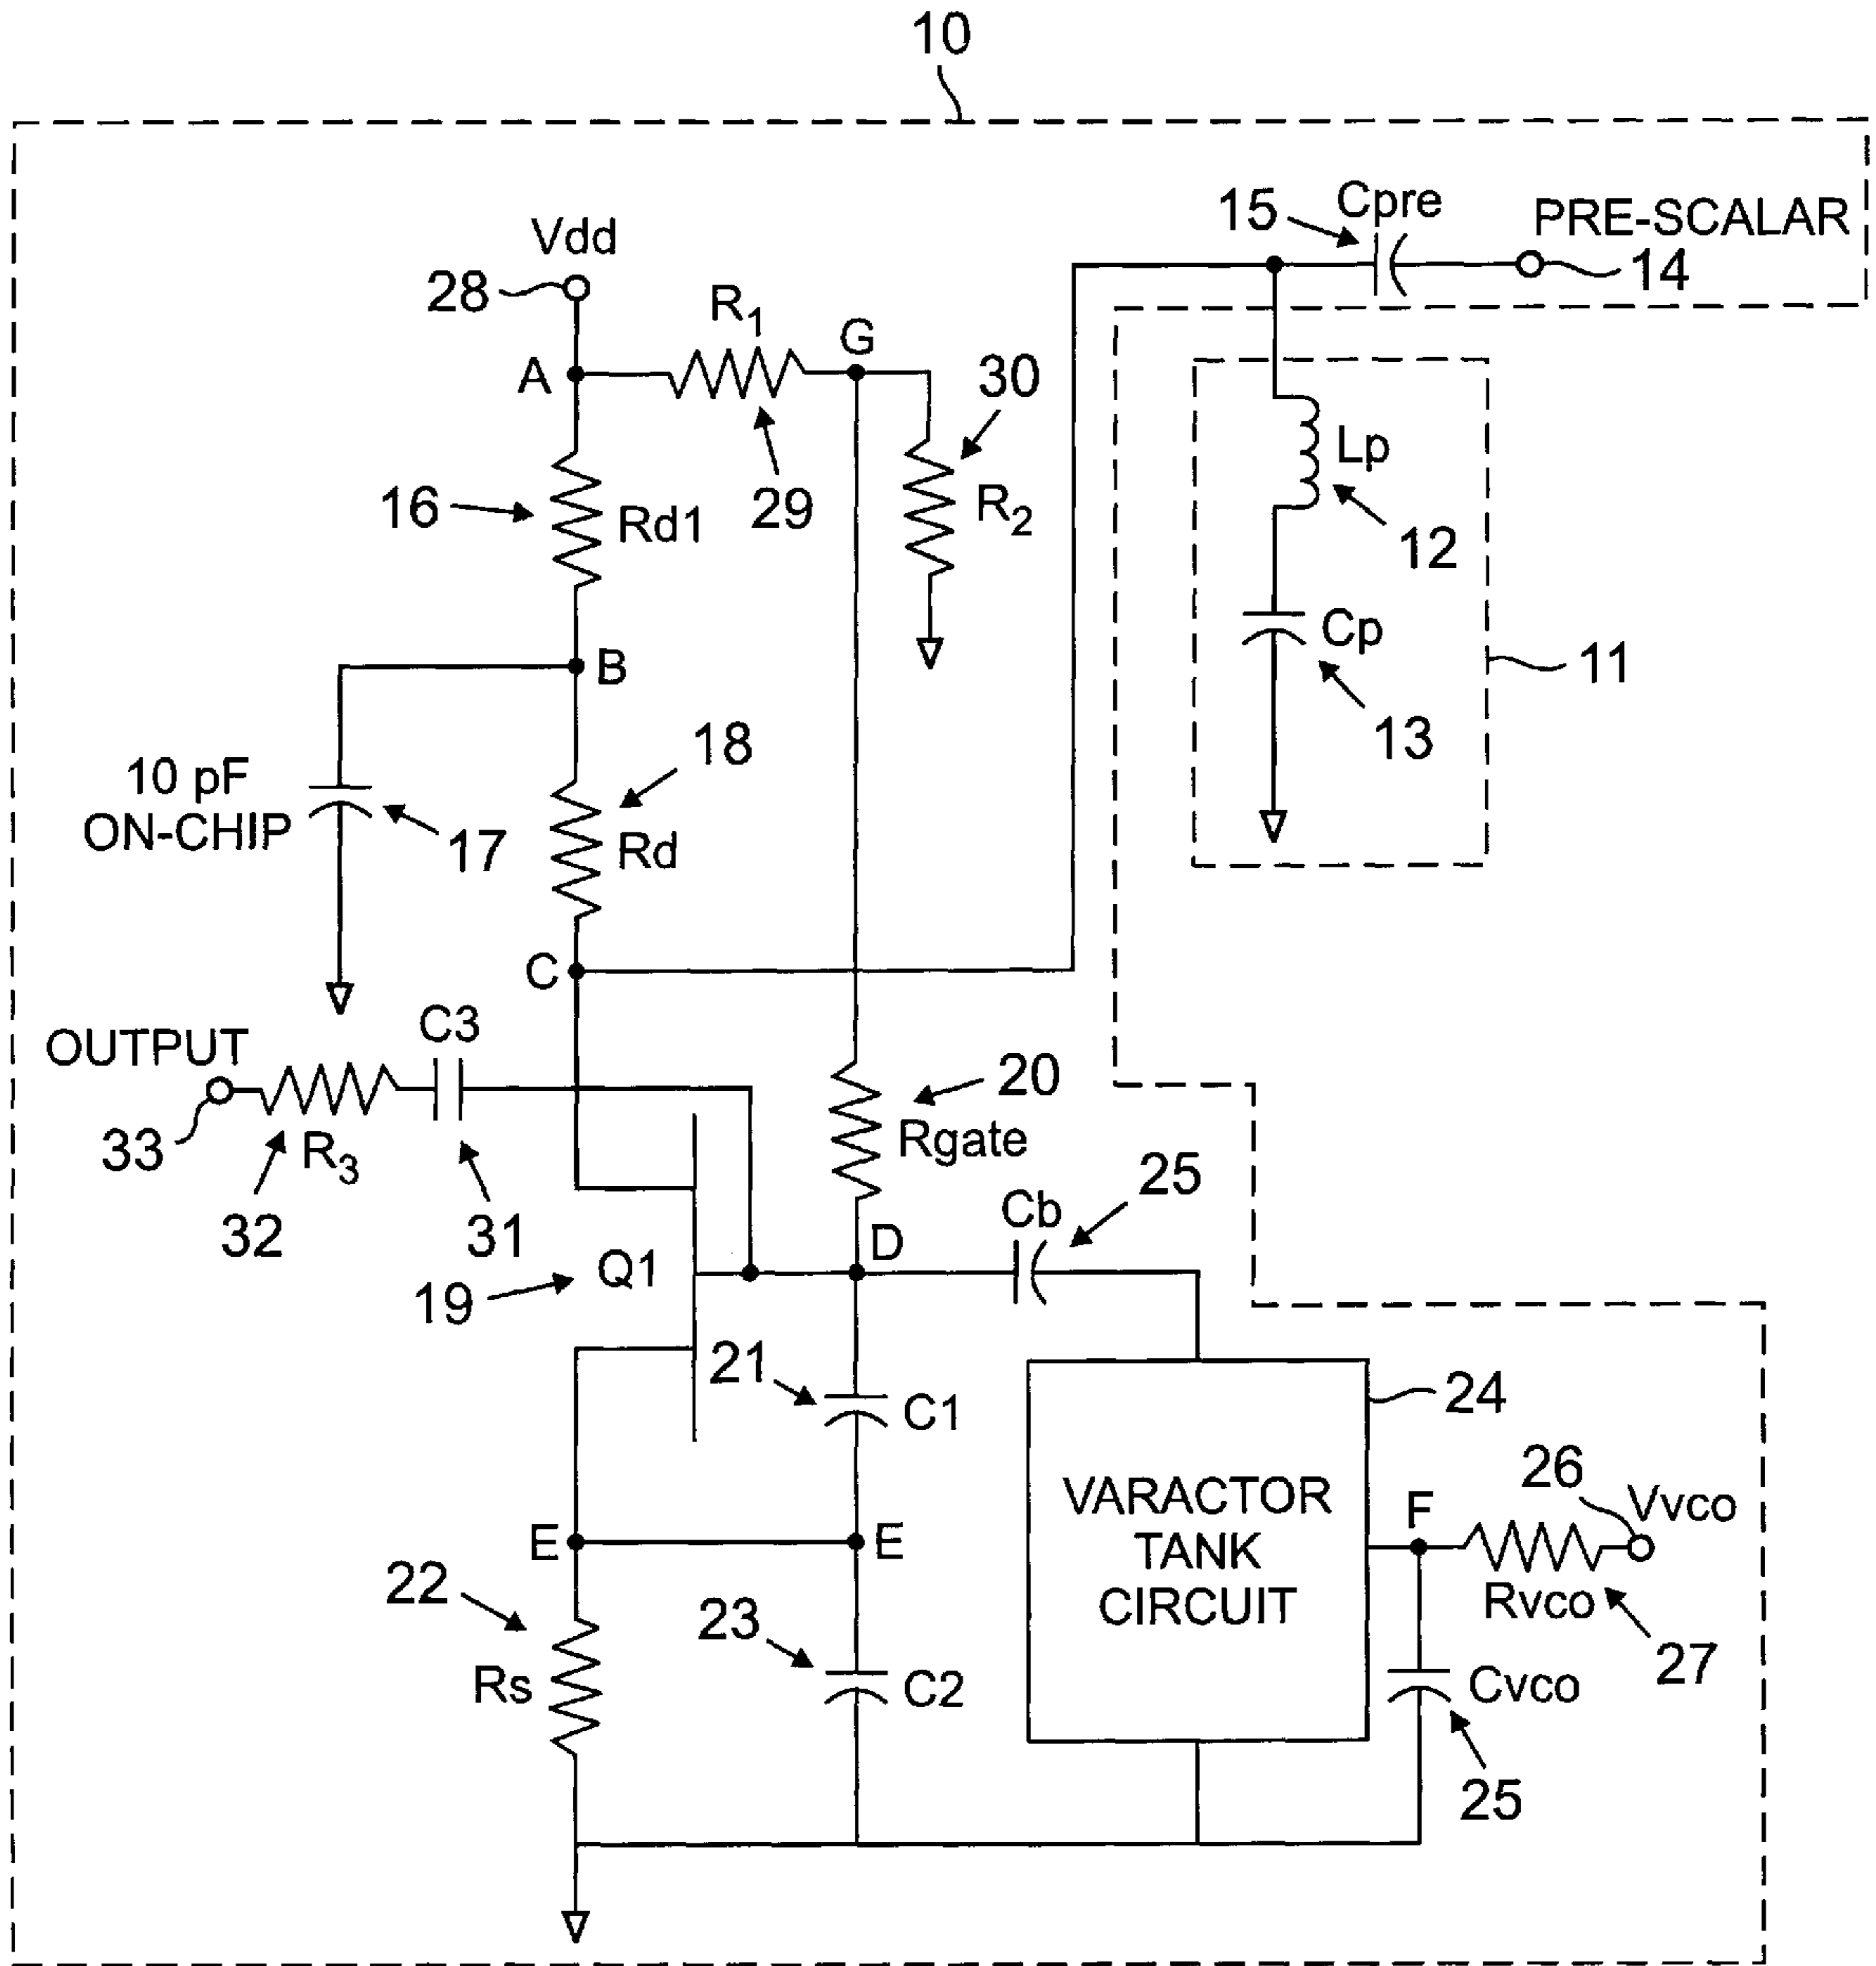 10
15
Cpre
PRE-SCALAR
14
Vdd
28
R1
G
A
30
29
16
Rd1
R2
Lp
12
Cp
11
13
B
18
10 pF
ON-CHIP
17
Rd
C
OUTPUT
C3
33
R3
32
31
20
Rgate
25
Cb
D
Q1
19
21
C1
24
VARACTOR
TANK
CIRCUIT
26
Vvco
F
Rvco
27
E
E
22
Rs
23
C2
Cvco
25